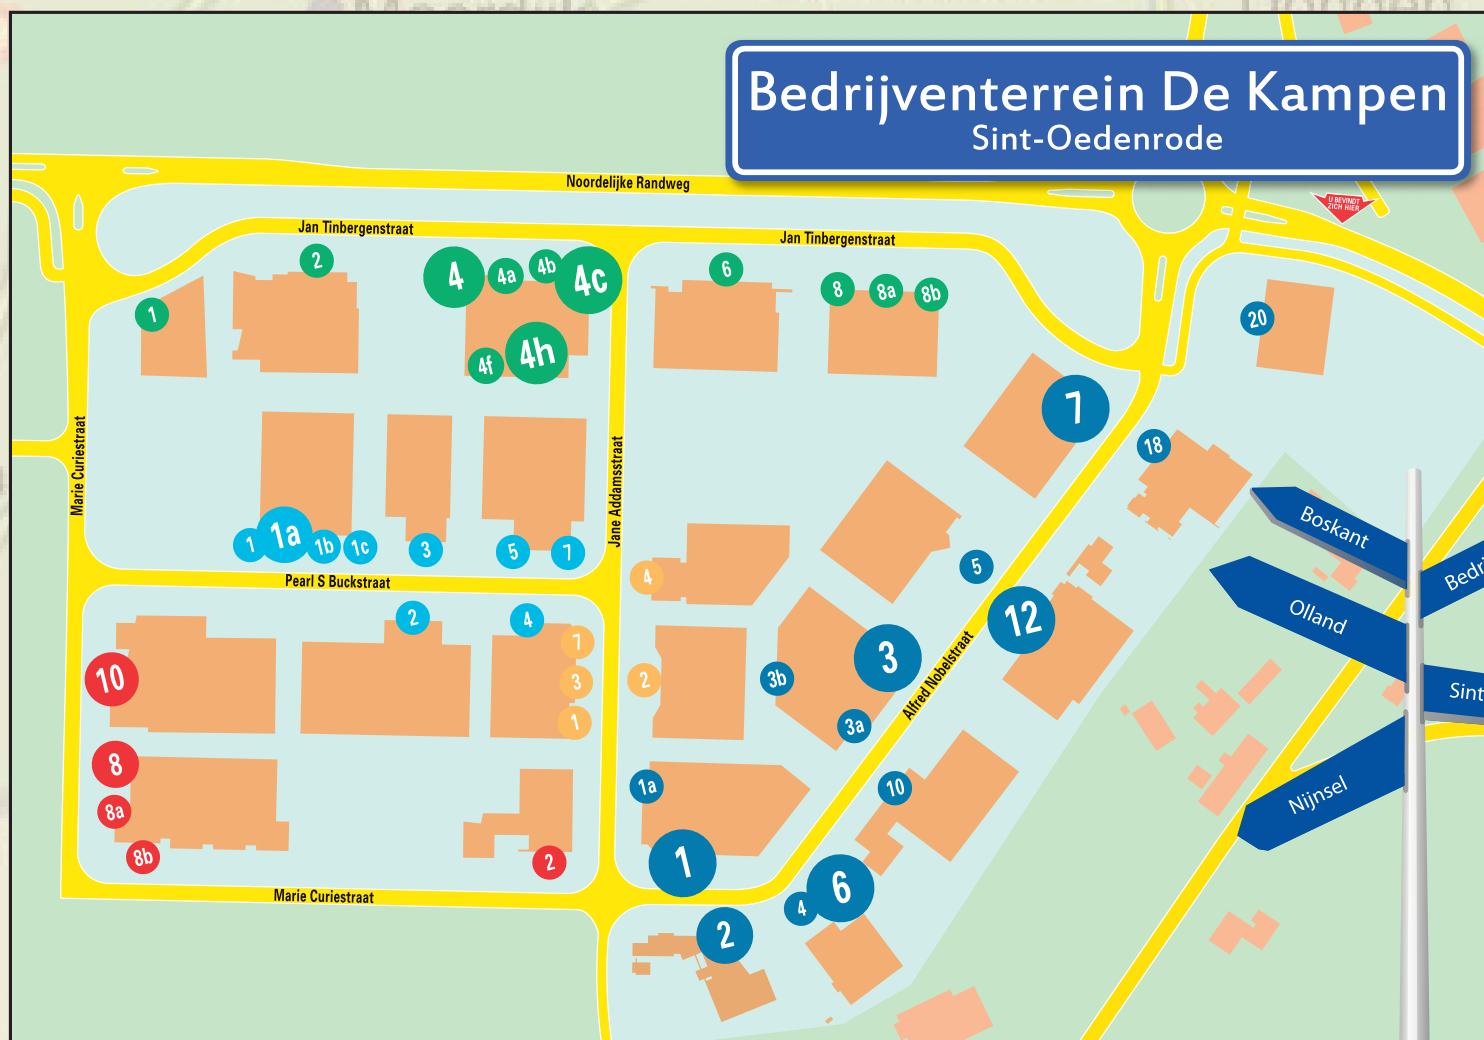 Bedrijventerrein De Kampen
Sint-Oedenrode
Noordelijke Randweg
U BEVINDT
ZICH HIER
Jan Tinbergenstraat
Jan Tinbergenstraat
2
4
4a
4b
4c
6
8
8a
8b
1
4f
4h
20
7
18
Marie Curiestraat
Jane Addamsstraat
1
1a
1b
1c
3
5
7
Boskant
Bedri
5
4
Pearl S Buckstraat
Olland
2
4
7
12
10
3
1
2
3b
3
3a
Alfred Nobelstraat
Sint
8
8a
8b
2
1a
10
Nijnsel
1
Marie Curiestraat
4
6
2